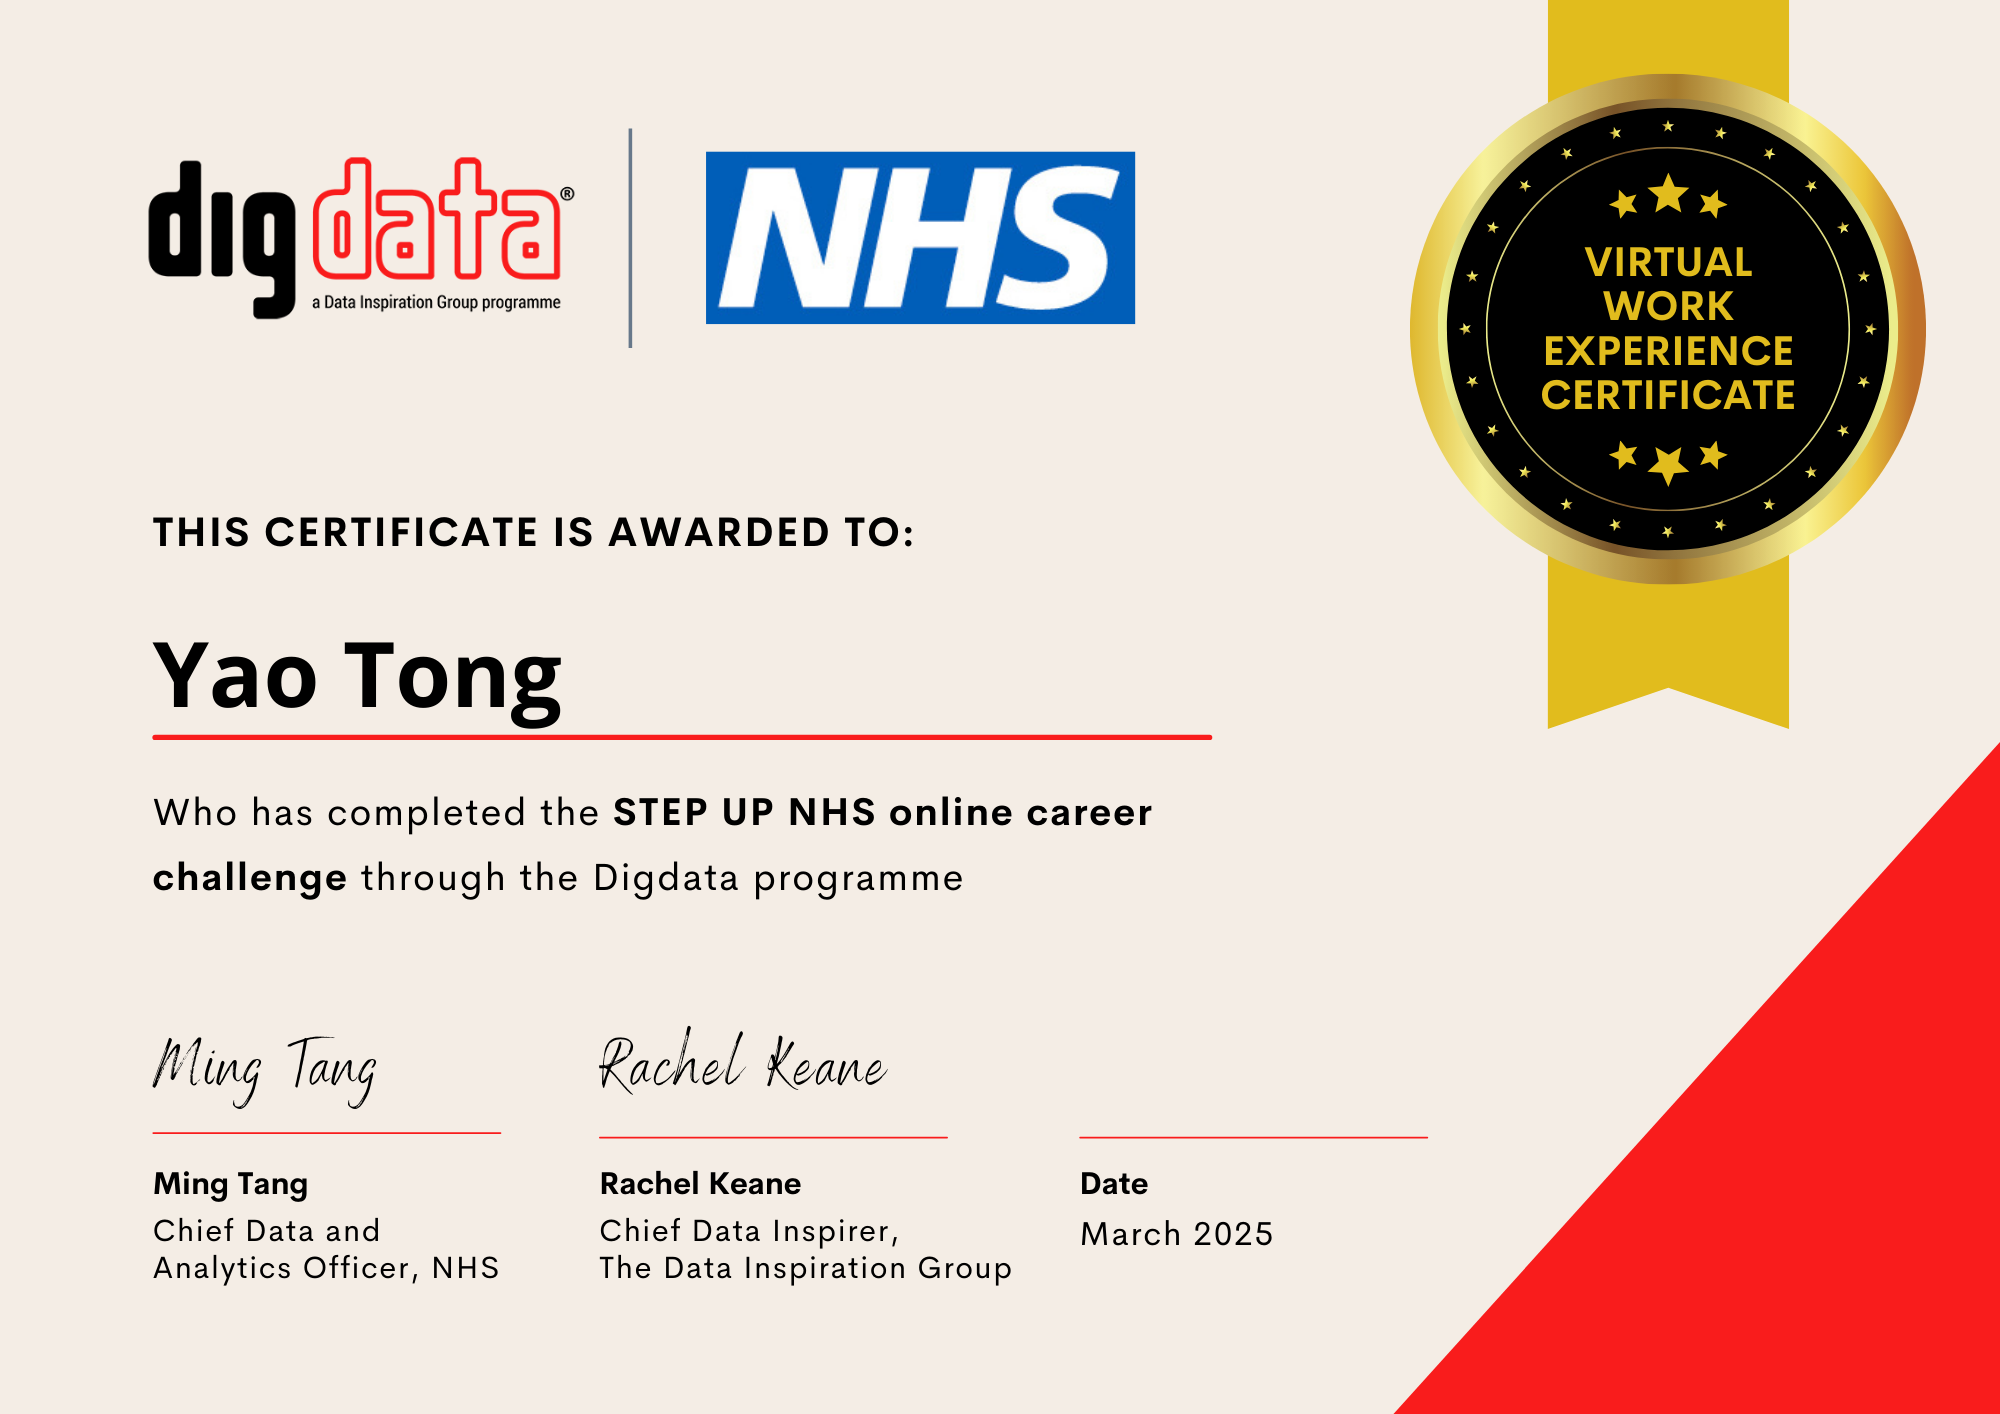 digdata®
a Data Inspiration Group programme
NHS
VIRTUAL
WORK
EXPERIENCE
CERTIFICATE
THIS CERTIFICATE IS AWARDED TO:
Yao Tong
Who has completed the STEP UP NHS online career
challenge through the Digdata programme
Ming Tang
Rachel Keane
Ming Tang
Chief Data and
Analytics Officer, NHS
Rachel Keane
Chief Data Inspirer,
The Data Inspiration Group
Date
March 2025